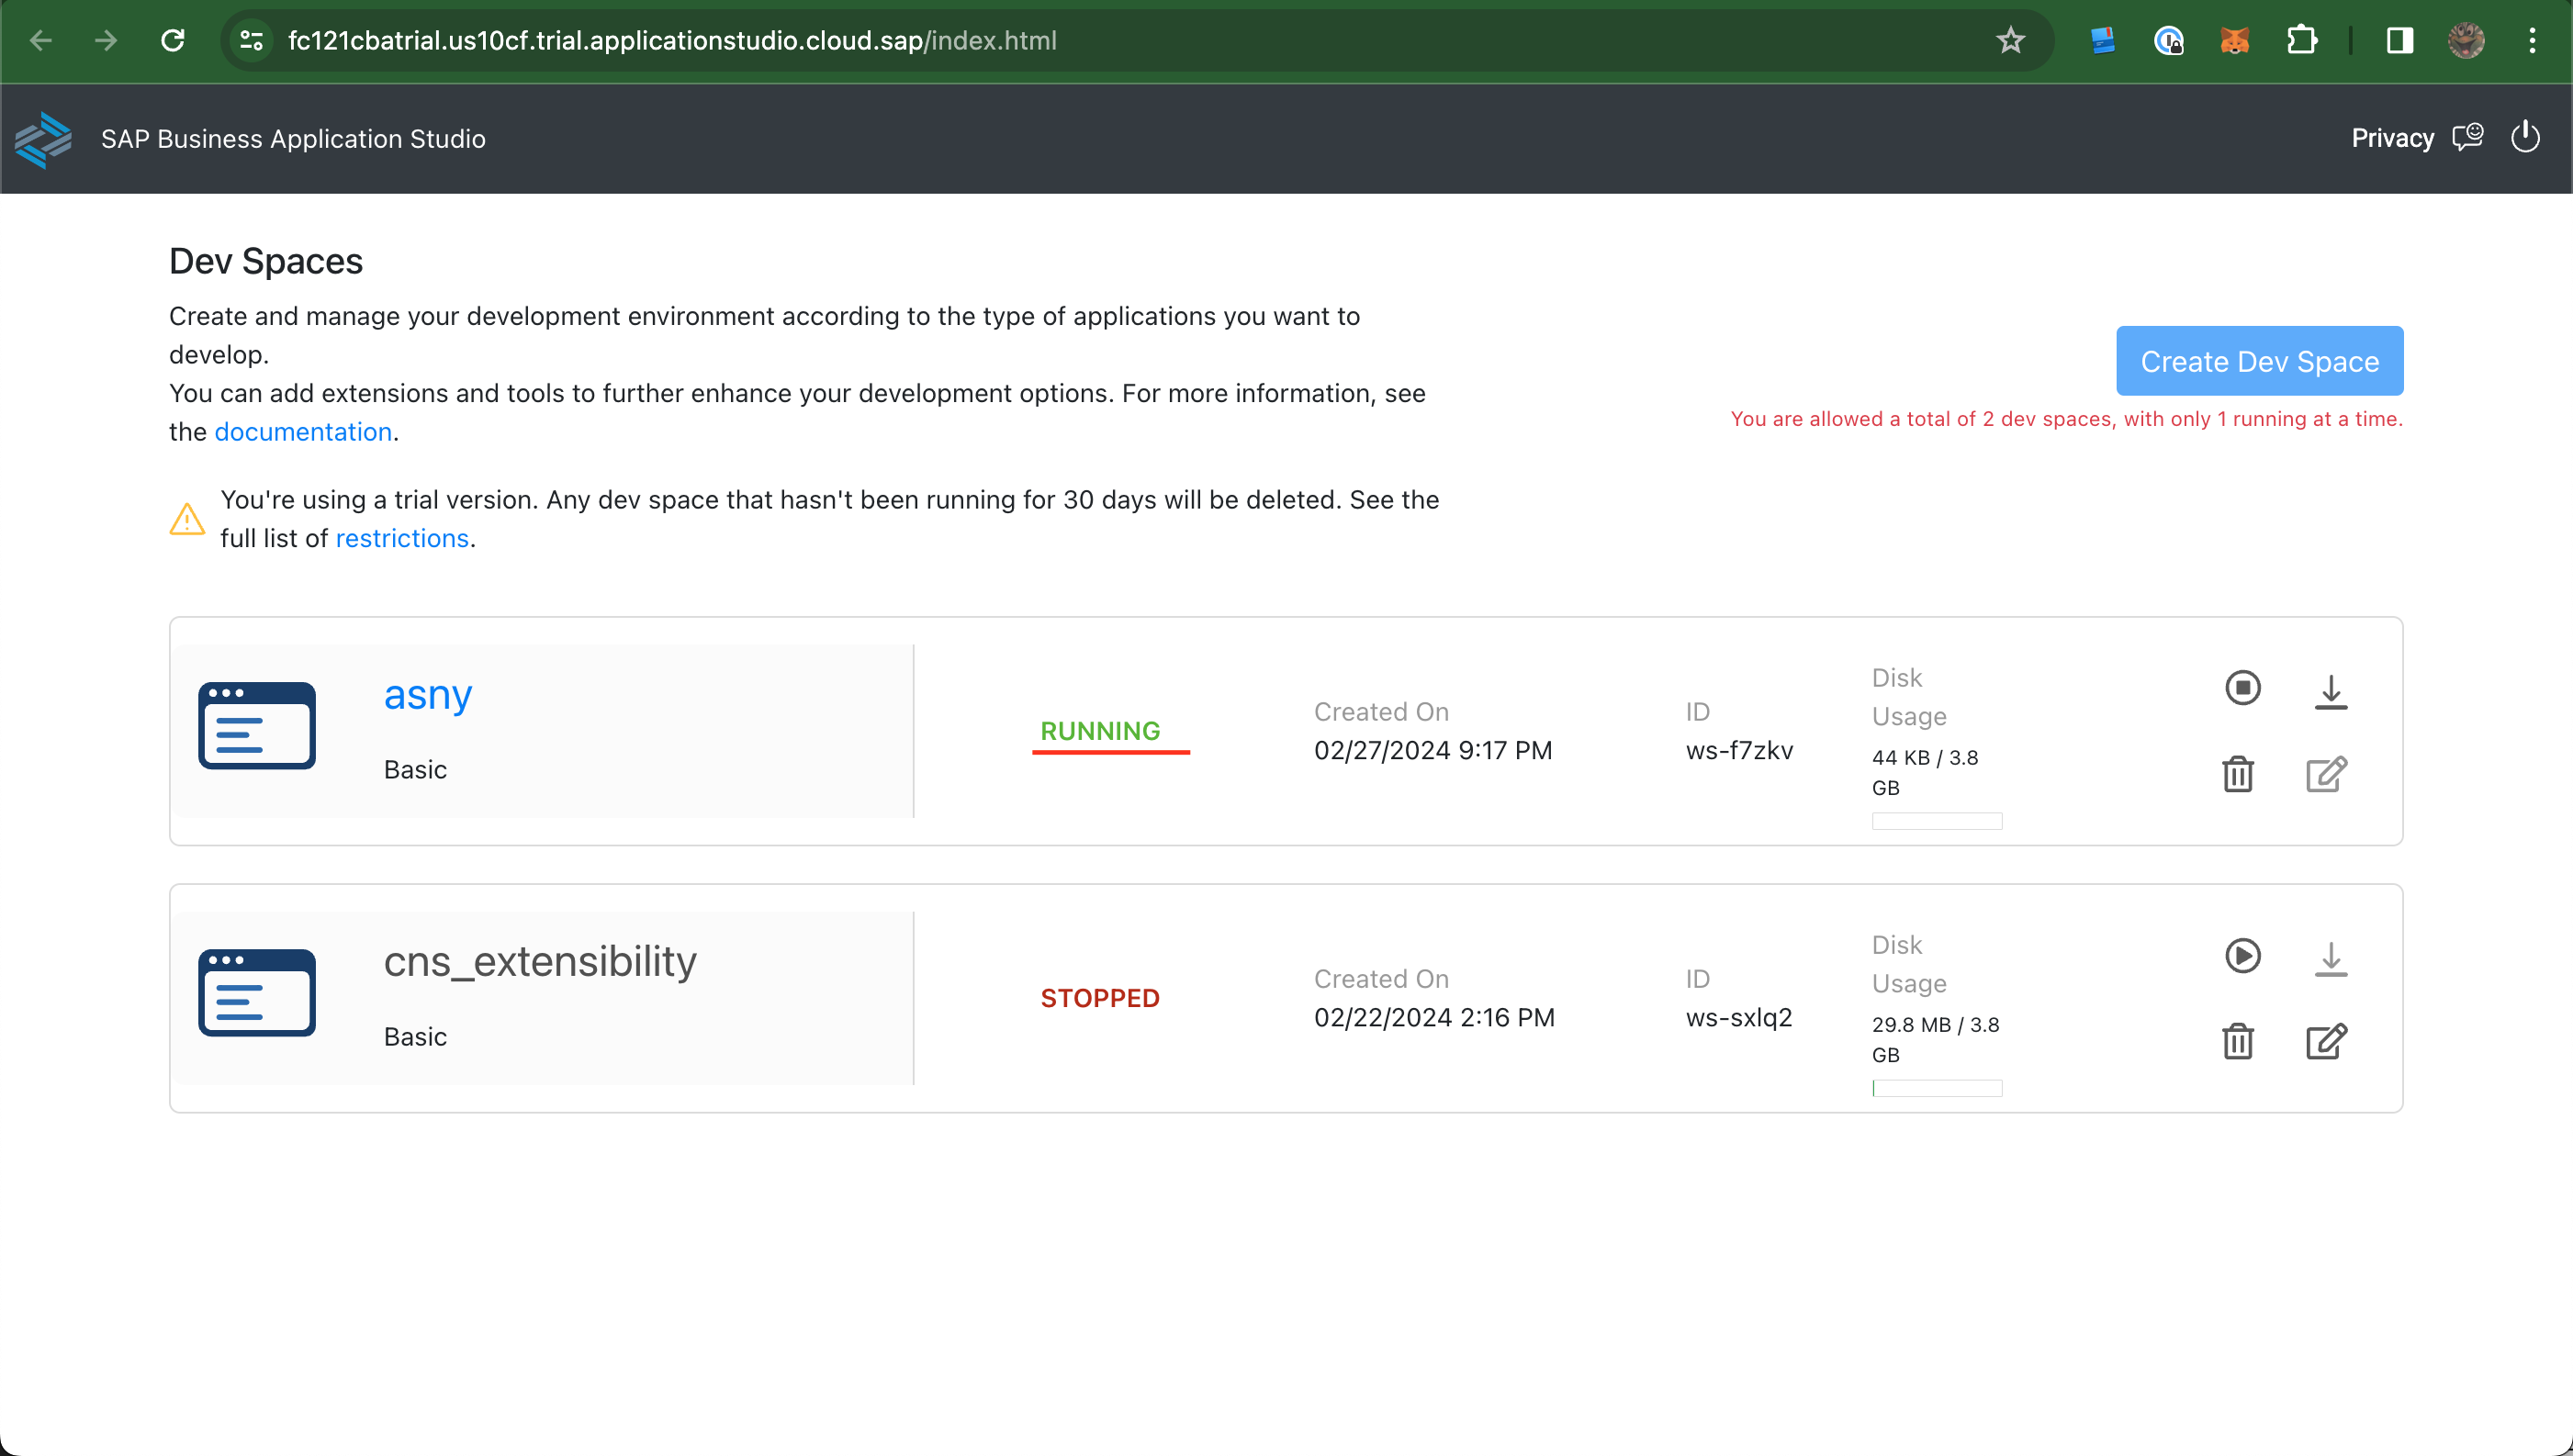 fc121cbatrial.us10cf.trial.applicationstudio.cloud.sap/index.html
SAP Business Application Studio
Privacy
Dev Spaces
Create and manage your development environment according to the type of applications you want to
develop.
You can add extensions and tools to further enhance your development options. For more information, see
the documentation.
Create Dev Space
You are allowed a total of 2 dev spaces, with only 1 running at a time.
You're using a trial version. Any dev space that hasn't been running for 30 days will be deleted. See the
full list of restrictions.
asny
Basic
RUNNING
Created On
02/27/2024 9:17 PM
ID
ws-f7zkv
Disk
Usage
44 KB / 3.8
GB
cns_extensibility
Basic
STOPPED
Created On
02/22/2024 2:16 PM
ID
ws-sxlq2
Disk
Usage
29.8 MB / 3.8
GB